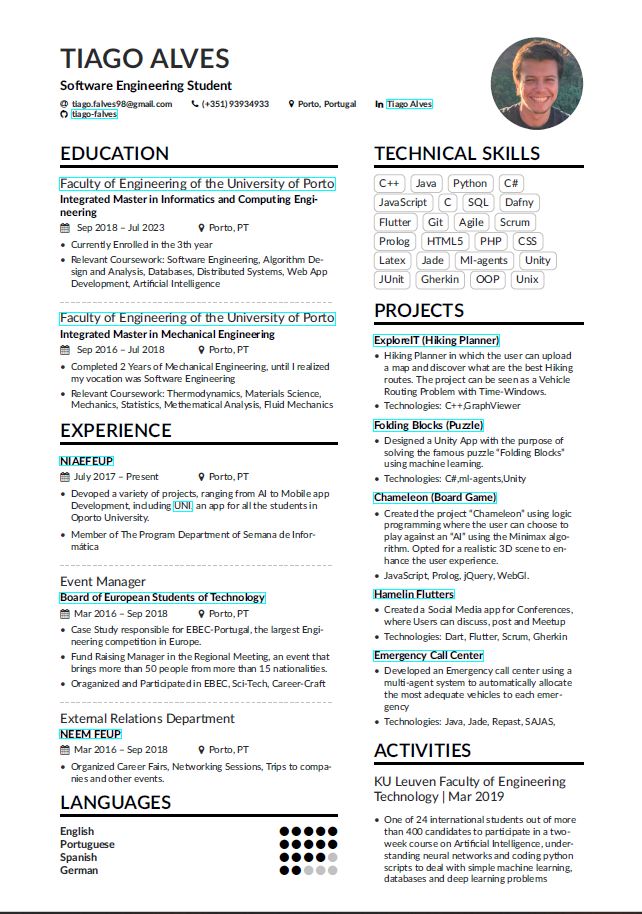 TIAGO ALVES
Software Engineering Student
tiago.falves98@gmail.com (+351) 93934933 Porto, Portugal in Tiago Alves
tiago-falves
EDUCATION
Faculty of Engineering of the University of Porto
Integrated Master in Informatics and Computing Engi-
neering
Sep 2018 – Jul 2023 Porto, PT
• Currently Enrolled in the 3th year
• Relevant Coursework: Software Engineering, Algorithm De-
sign and Analysis, Databases, Distributed Systems, Web App
Development, Artificial Intelligence
Faculty of Engineering of the University of Porto
Integrated Master in Mechanical Engineering
Sep 2016 – Jul 2018 Porto, PT
• Completed 2 Years of Mechanical Engineering, until I realized
my vocation was Software Engineering
• Relevant Coursework: Thermodynamics, Materials Science,
Mechanics, Statistics, Methematical Analysis, Fluid Mechanics
EXPERIENCE
NIAEFEUP
July 2017 – Present Porto, PT
• Devoped a variety of projects, ranging from AI to Mobile app
Development, including UNI, an app for all the students in
Oporto University.
• Member of The Program Department of Semana de Infor-
mática
Event Manager
Board of European Students of Technology
Mar 2016 – Sep 2018 Porto, PT
• Case Study responsible for EBEC-Portugal, the largest Engi-
neering competition in Europe.
• Fund Raising Manager in the Regional Meeting, an event that
brings more than 50 people from more than 15 nationalities.
• Oraganized and Participated in EBEC, Sci-Tech, Career-Craft
External Relations Department
NEEM FEUP
Mar 2016 – Sep 2018 Porto, PT
• Organized Career Fairs, Networking Sessions, Trips to compa-
nies and other events.
LANGUAGES
English
Portuguese
Spanish
German
TECHNICAL SKILLS
C++ Java Python C#
JavaScript C SQL Dafny
Flutter Git Agile Scrum
Prolog HTML5 PHP CSS
Latex Jade Ml-agents Unity
JUnit Gherkin OOP Unix
PROJECTS
ExploreIT (Hiking Planner)
• Hiking Planner in which the user can upload
a map and discover what are the best Hiking
routes. The project can be seen as a Vehicle
Routing Problem with Time-Windows.
• Technologies: C++,GraphViewer
Folding Blocks (Puzzle)
• Designed a Unity App with the purpose of
solving the famous puzzle “Folding Blocks”
using machine learning.
• Technologies: C#,ml-agents,Unity
Chameleon (Board Game)
• Created the project “Chameleon” using logic
programming where the user can choose to
play against an “AI” using the Minimax algo-
rithm. Opted for a realistic 3D scene to en-
hance the user experience.
• JavaScript, Prolog, jQuery, WebGl.
Hamelin Flutters
• Created a Social Media app for Conferences,
where Users can discuss, post and Meetup
• Technologies: Dart, Flutter, Scrum, Gherkin
Emergency Call Center
• Developed an Emergency call center using a
multi-agent system to automatically allocate
the most adequate vehicles to each emer-
gency
• Technologies: Java, Jade, Repast, SAJAS,
ACTIVITIES
KU Leuven Faculty of Engineering
Technology | Mar 2019
• One of 24 international students out of more
than 400 candidates to participate in a two-
week course on Artificial Intelligence, under-
standing neural networks and coding python
scripts to deal with simple machine learning,
databases and deep learning problems